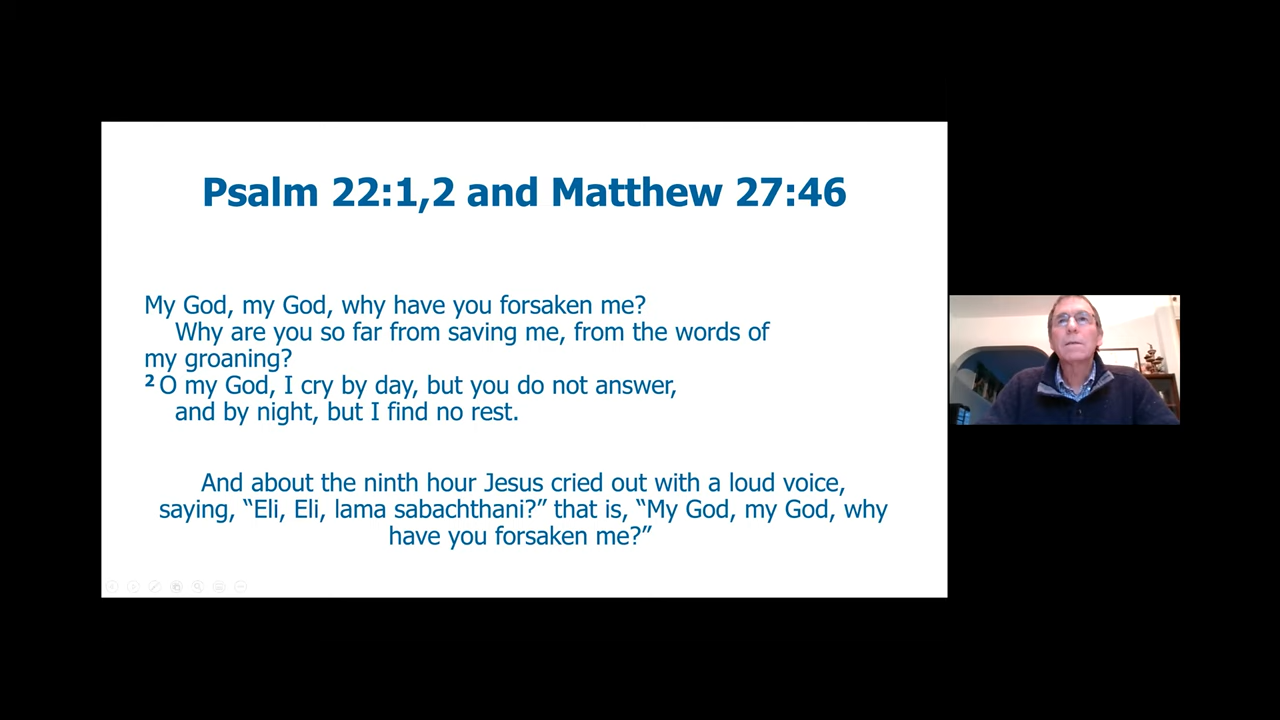 Psalm 22:1,2 and Matthew 27:46
My God, my God, why have you forsaken me?
Why are you so far from saving me, from the words of
my groaning?
2 O my God, I cry by day, but you do not answer,
and by night, but I find no rest.
And about the ninth hour Jesus cried out with a loud voice,
saying, “Eli, Eli, lama sabachthani?” that is, “My God, my God, why
have you forsaken me?”